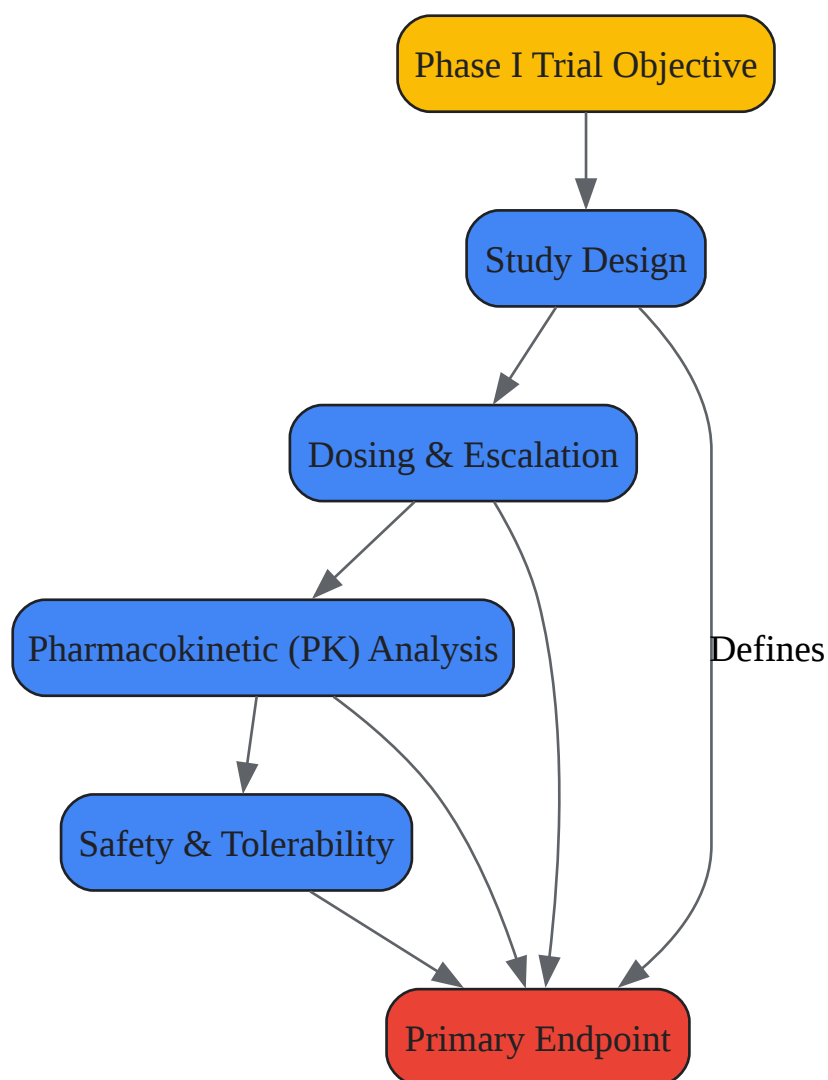 Phase I Trial Objective
Study Design
Dosing & Escalation
Pharmacokinetic (PK) Analysis
Defines
Safety & Tolerability
Primary Endpoint